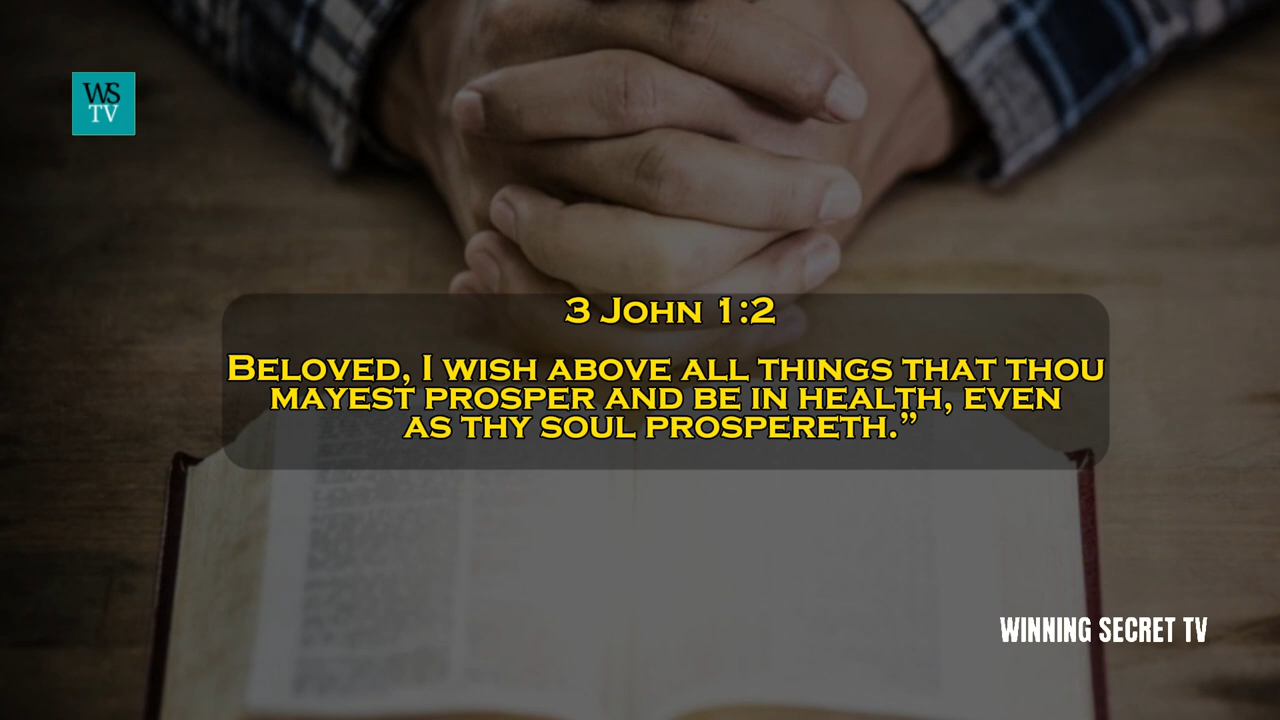 WS
TV
3 John 1:2
Beloved, I wish above all things that thou
mayest prosper and be in health, even
as thy soul prospereth.”
WINNING SECRET TV